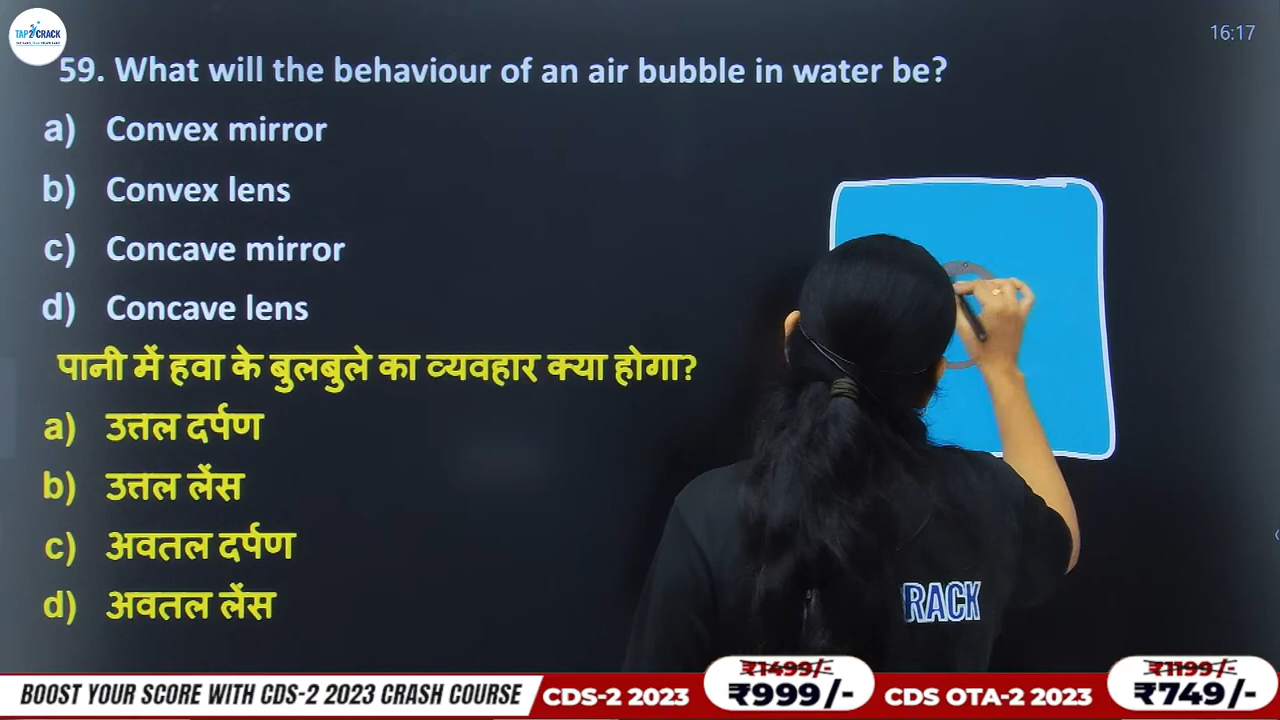 TAP2CRACK
16:17
59. What will the behaviour of an air bubble in water be?
a) Convex mirror
b) Convex lens
c) Concave mirror
d) Concave lens
पानी में हवा के बुलबुले का व्यवहार क्या होगा?
a) उत्तल दर्पण
b) उत्तल लेंस
c) अवतल दर्पण
d) अवतल लेंस
RACK
BOOST YOUR SCORE WITH CDS-2 2023 CRASH COURSE
CDS-2 2023
₹1499/-
₹999/-
CDS OTA-2 2023
₹1199/-
₹749/-